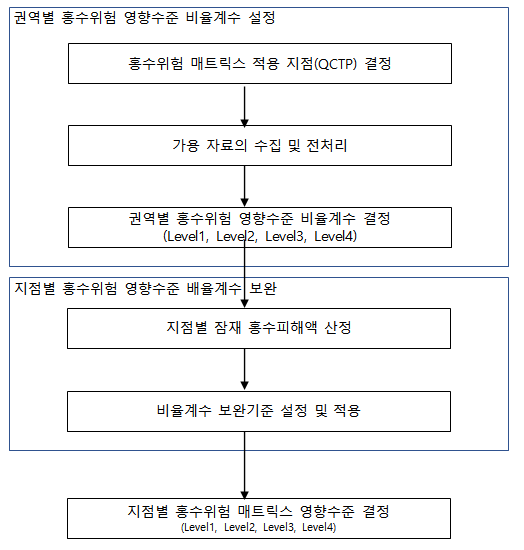 권역별 홍수위험 영향수준 비율계수 설정
홍수위험 매트릭스 적용 지점(QCTP) 결정
가용 자료의 수집 및 전처리
권역별 홍수위험 영향수준 비율계수 결정
(Level1, Level2, Level3, Level4)
지점별 홍수위험 영향수준 배율계수 보완
지점별 잠재 홍수피해액 산정
비율계수 보완기준 설정 및 적용
지점별 홍수위험 매트릭스 영향수준 결정
(Level1, Level2, Level3, Level4)